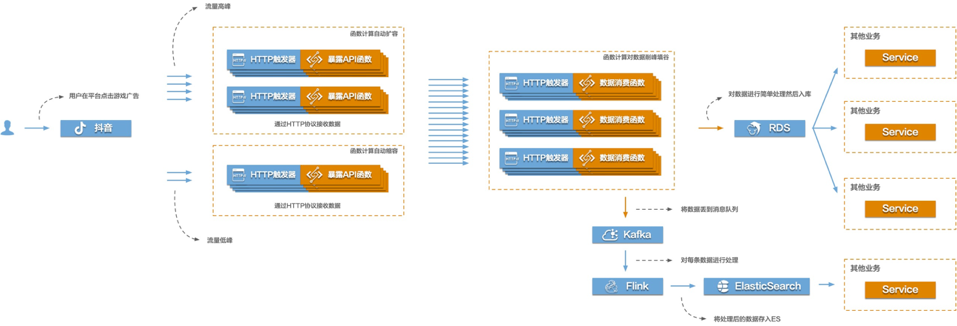 流量高峰
用户在平台点击游戏广告
抖音
函数计算自动扩容
HTTP触发器 暴露API函数
HTTP触发器 暴露API函数
通过HTTP协议接收数据
函数计算自动缩容
HTTP触发器 暴露API函数
通过HTTP协议接收数据
流量低峰
函数计算对数据削峰填谷
HTTP触发器 数据消费函数
HTTP触发器 数据消费函数
HTTP触发器 数据消费函数
对数据进行简单处理然后入库
RDS
将数据丢到消息队列
Kafka
对每条数据进行处理
Flink
ElasticSearch
将处理后的数据存入ES
其他业务
Service
其他业务
Service
其他业务
Service
其他业务
Service